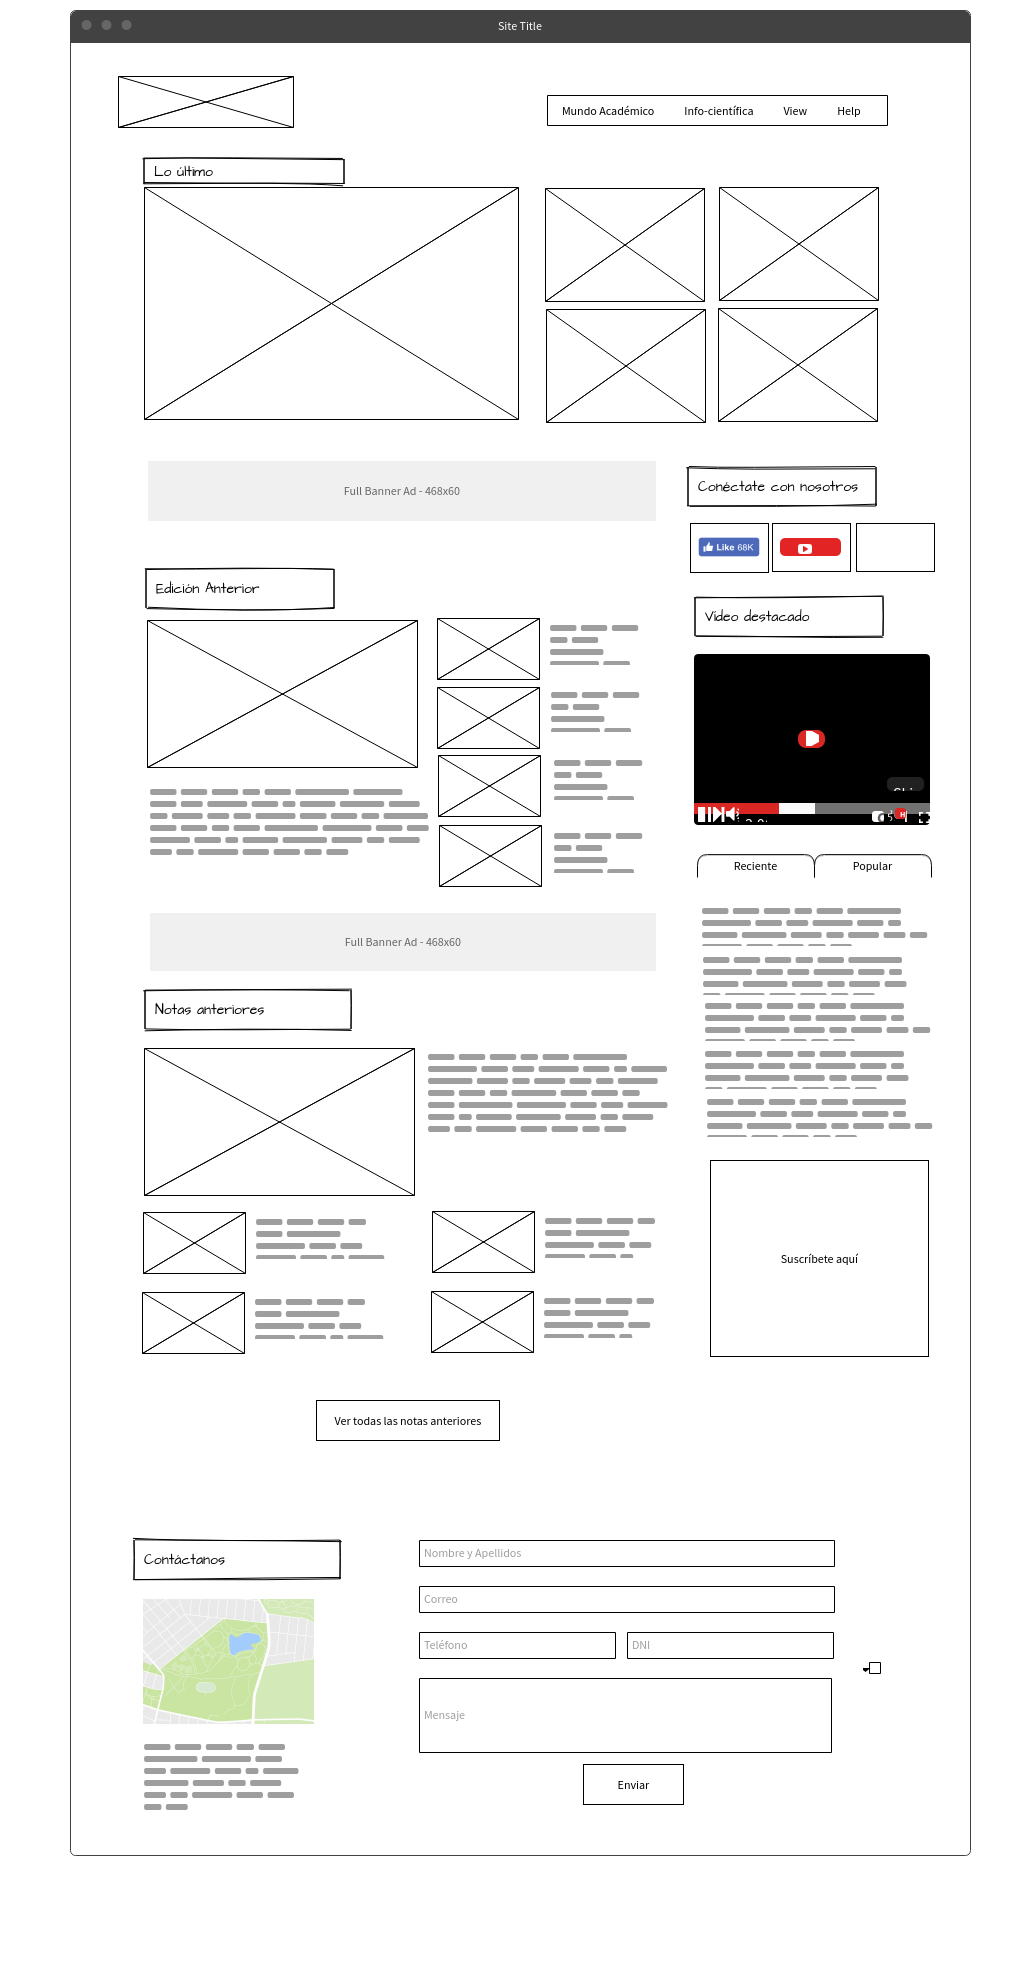 Site Title
Mundo Académico Info-científica View Help
Lo último
Full Banner Ad - 468x60
Conéctate con nosotros
Like 68K
Edición Anterior
Vídeo destacado
Reciente Popular
Full Banner Ad - 468x60
Notas anteriores
Suscríbete aquí
Ver todas las notas anteriores
Contáctanos
Nombre y Apellidos
Correo
Teléfono DNI
Mensaje
Enviar